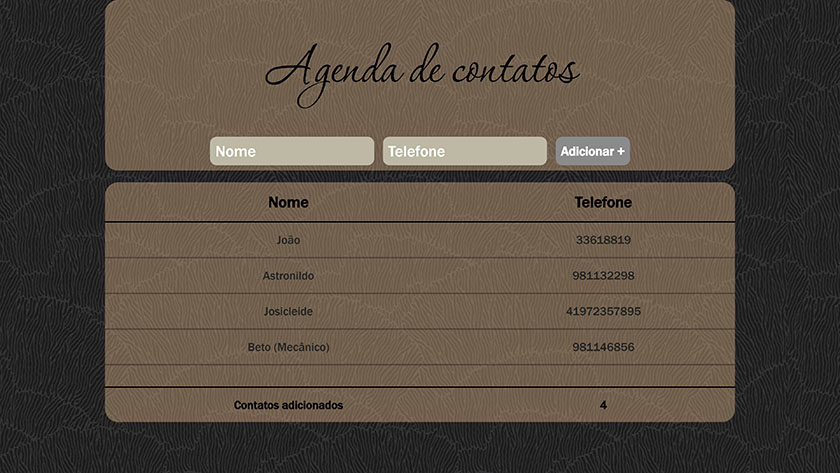 Agenda de contatos
Nome Telefone Adicionar +
Nome Telefone
João 33618819
Astronildo 981132298
Josicleide 41972357895
Beto (Mecânico) 981146856
Contatos adicionados 4